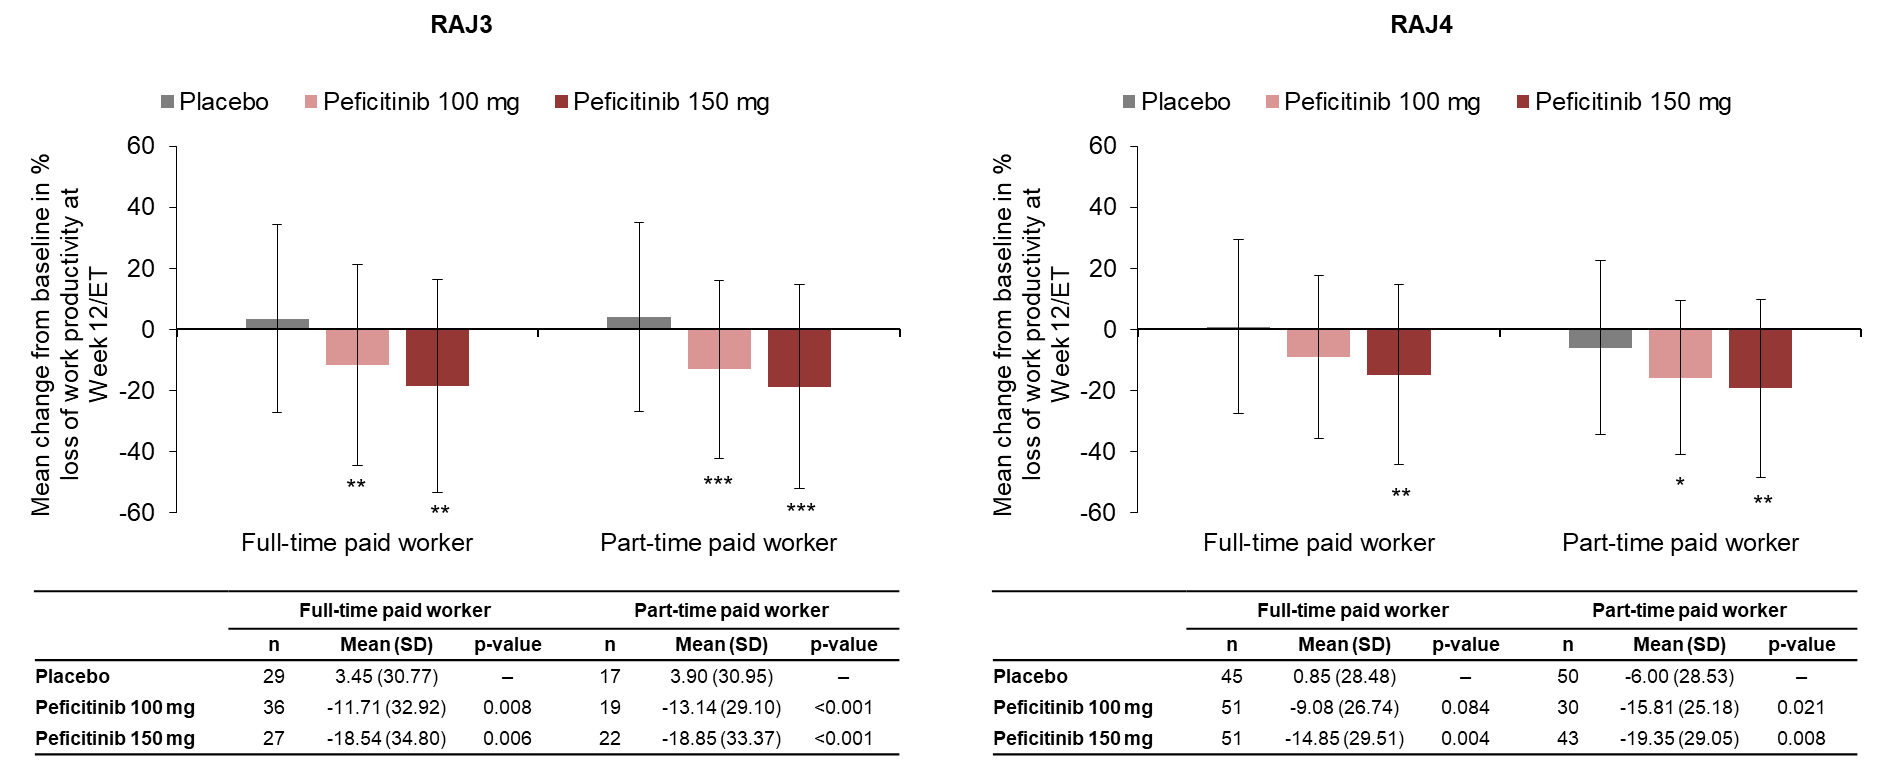 RAJ3
Placebo Peficitinib 100 mg Peficitinib 150 mg
Mean change from baseline in %
loss of work productivity at
Week 12/ET
60
40
20
0
-20
-40
-60
** ** *** ***
Full-time paid worker Part-time paid worker
Full-time paid worker Part-time paid worker
n Mean (SD) p-value n Mean (SD) p-value
Placebo 29 3.45 (30.77) – 17 3.90 (30.95) –
Peficitinib 100 mg 36 -11.71 (32.92) 0.008 19 -13.14 (29.10) <0.001
Peficitinib 150 mg 27 -18.54 (34.80) 0.006 22 -18.85 (33.37) <0.001
RAJ4
Placebo Peficitinib 100 mg Peficitinib 150 mg
Mean change from baseline in %
loss of work productivity at
Week 12/ET
60
40
20
0
-20
-40
-60
** * **
Full-time paid worker Part-time paid worker
Full-time paid worker Part-time paid worker
n Mean (SD) p-value n Mean (SD) p-value
Placebo 45 0.85 (28.48) – 50 -6.00 (28.53) –
Peficitinib 100 mg 51 -9.08 (26.74) 0.084 30 -15.81 (25.18) 0.021
Peficitinib 150 mg 51 -14.85 (29.51) 0.004 43 -19.35 (29.05) 0.008